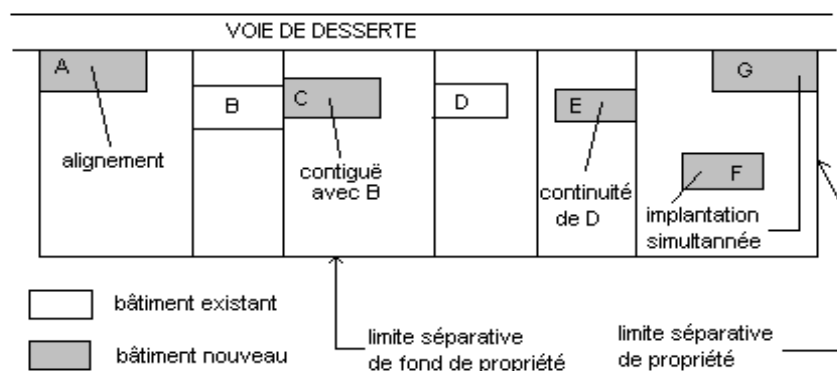 VOIE DE DESSERTE
A
B
C
D
E
G
F
alignement
contiguë
avec B
continuité
de D
implantation
simultannée
bâtiment existant
bâtiment nouveau
limite séparative
de fond de propriété
limite séparative
de propriété